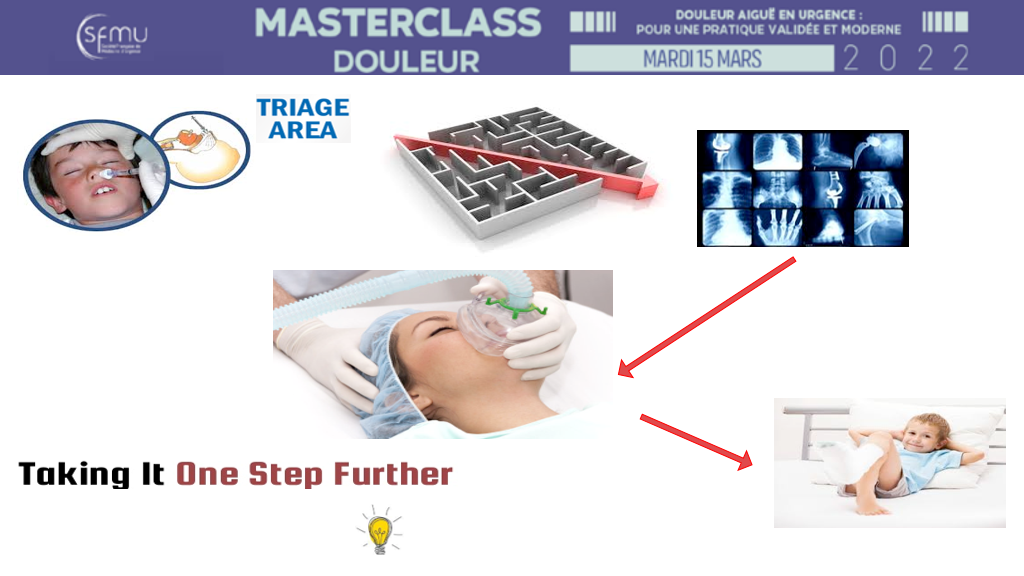 sfmu
MASTERCLASS
DOULEUR
DOULEUR AIGUË EN URGENCE :
POUR UNE PRATIQUE VALIDÉE ET MODERNE
MARDI 15 MARS
2022
TRIAGE
AREA
Taking It One Step Further